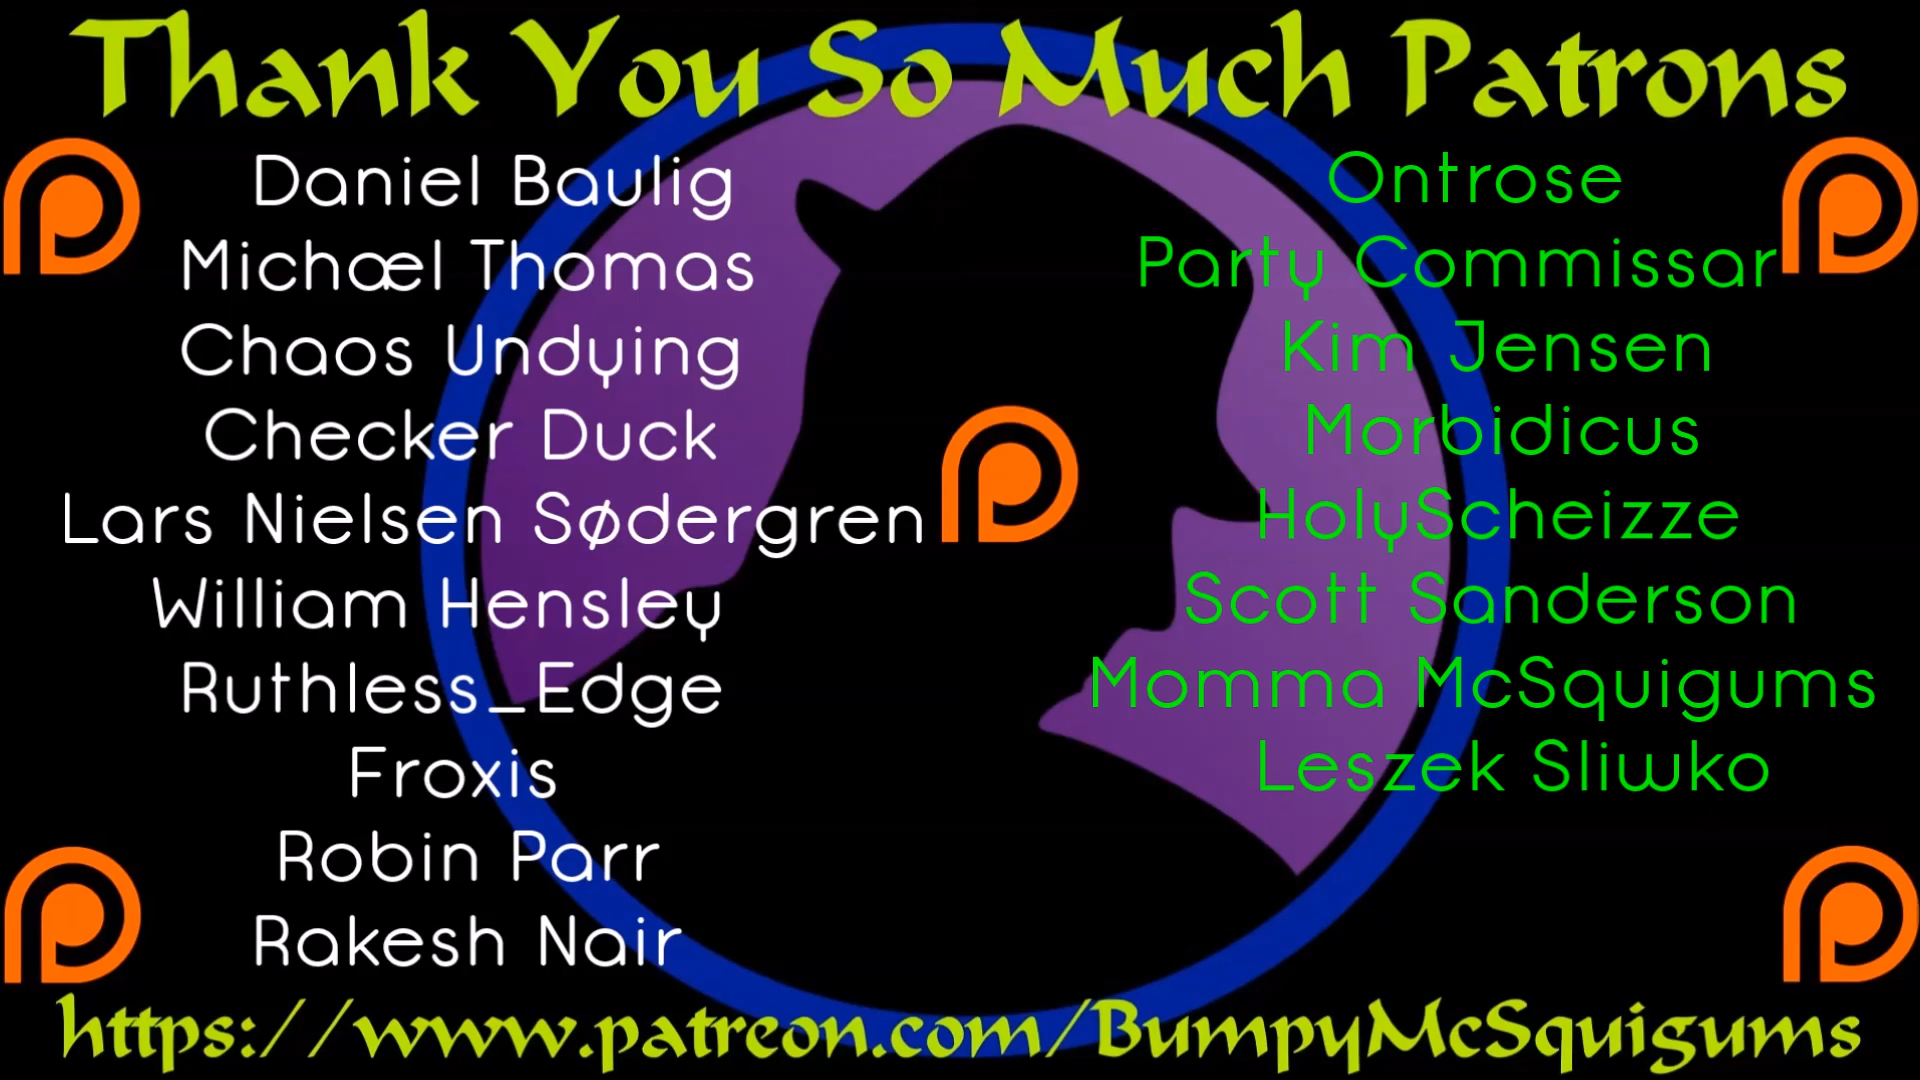 Thank You So Much Patrons
Daniel Baulig
Michael Thomas
Chaos Undying
Checker Duck
Lars Nielsen Sødergren
William Hensley
Ruthless_Edge
Froxis
Robin Parr
Rakesh Nair
Ontrose
Party Commissar
Kim Jensen
Morbidicus
HolyScheizze
Scott Sanderson
Momma McSquigums
Leszek Sliwko
https://www.patreon.com/BumpyMcSquigums